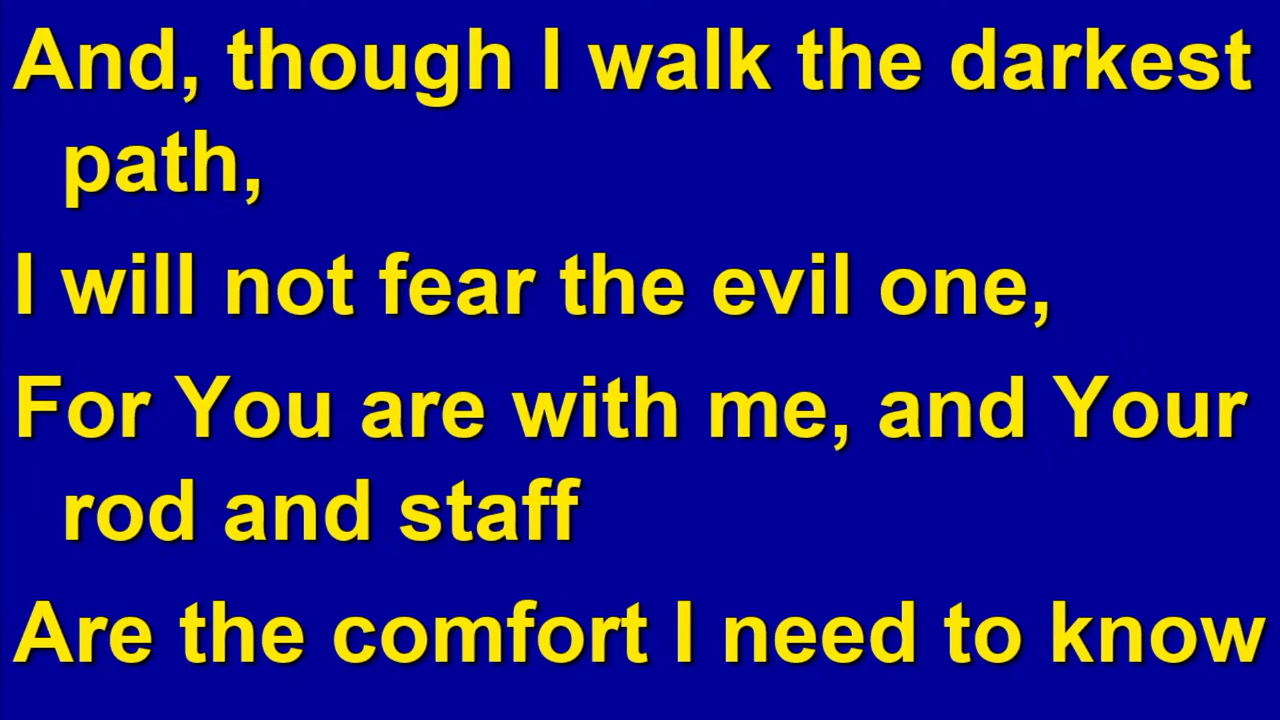 And, though I walk the darkest
path,
I will not fear the evil one,
For You are with me, and Your
rod and staff
Are the comfort I need to know